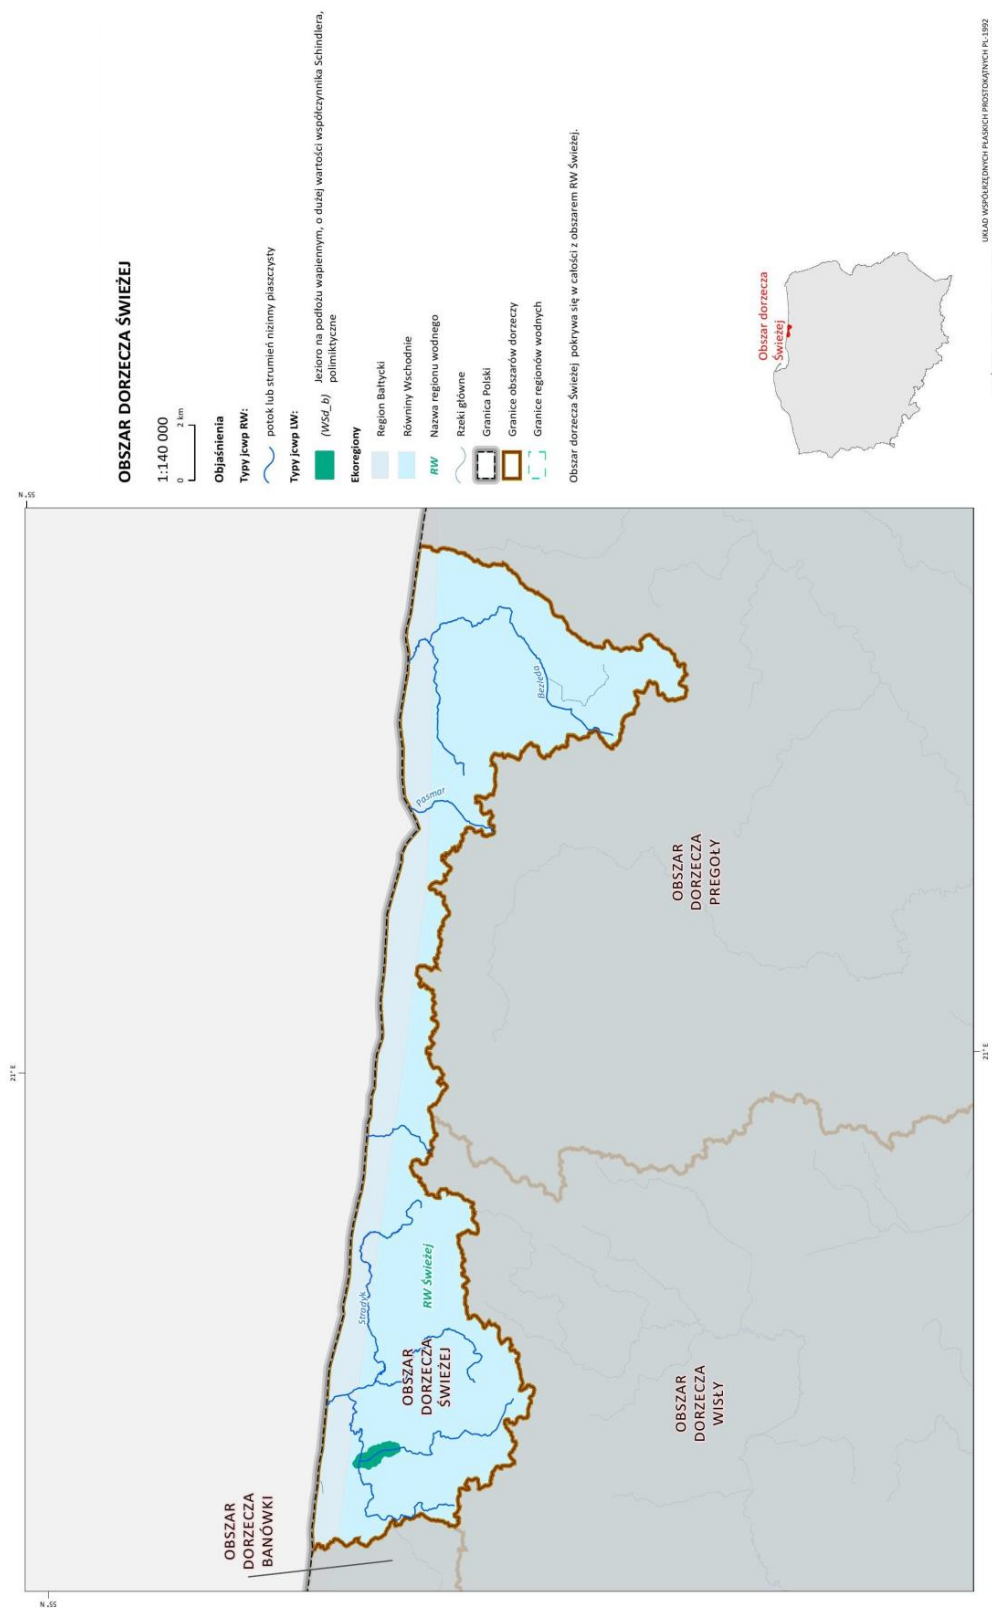 OBSZAR DORZECZA ŚWIEŻEJ
1:140 000
0 2 km
Objaśnienia
Typy jcwp RW:
potok lub strumień nizinny piaszczysty
Typy jcwp LW:
(WSd_b) Jezioro na podłożu wapiennym, o dużej wartości współczynnika Schindlera,
polimiktyczne
Ekoregiony
Region Bałtycki
Równiny Wschodnie
RW Nazwa regionu wodnego
Rzeki główne
Granica Polski
Granice obszarów dorzeczy
Granice regionów wodnych
Obszar dorzecza Świeżej pokrywa się w całości z obszarem RW Świeżej.
Obszar dorzecza
Świeżej
UKŁAD WSPÓŁRZĘDNYCH PŁASKICH PROSTOKĄTNYCH PL-1992
N .55
21° E
21° E
N .55
OBSZAR
DORZECZA
BANÓWKI
Stradyk
RW Świeżej
OBSZAR
DORZECZA
ŚWIEŻEJ
Pasmar
Bezleda
OBSZAR
DORZECZA
WISŁY
OBSZAR
DORZECZA
PREGOŁY